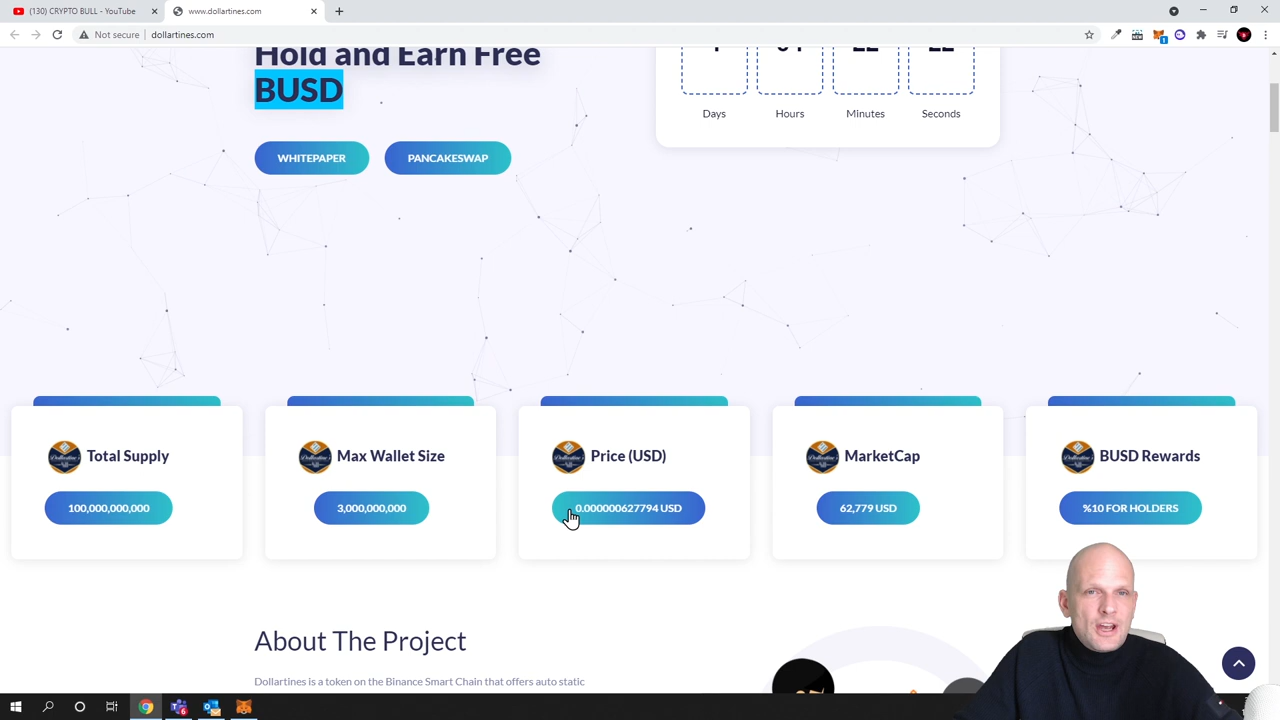 (130) CRYPTO BULL - YouTube
www.dollartines.com
Not secure
dollartines.com
Hold and Earn Free
BUSD
Days
Hours
Minutes
Seconds
WHITEPAPER
PANCAKESWAP
Total Supply
100,000,000,000
Max Wallet Size
3,000,000,000
Price (USD)
0.000000627794 USD
MarketCap
62,779 USD
BUSD Rewards
%10 FOR HOLDERS
About The Project
Dollartines is a token on the Binance Smart Chain that offers auto static